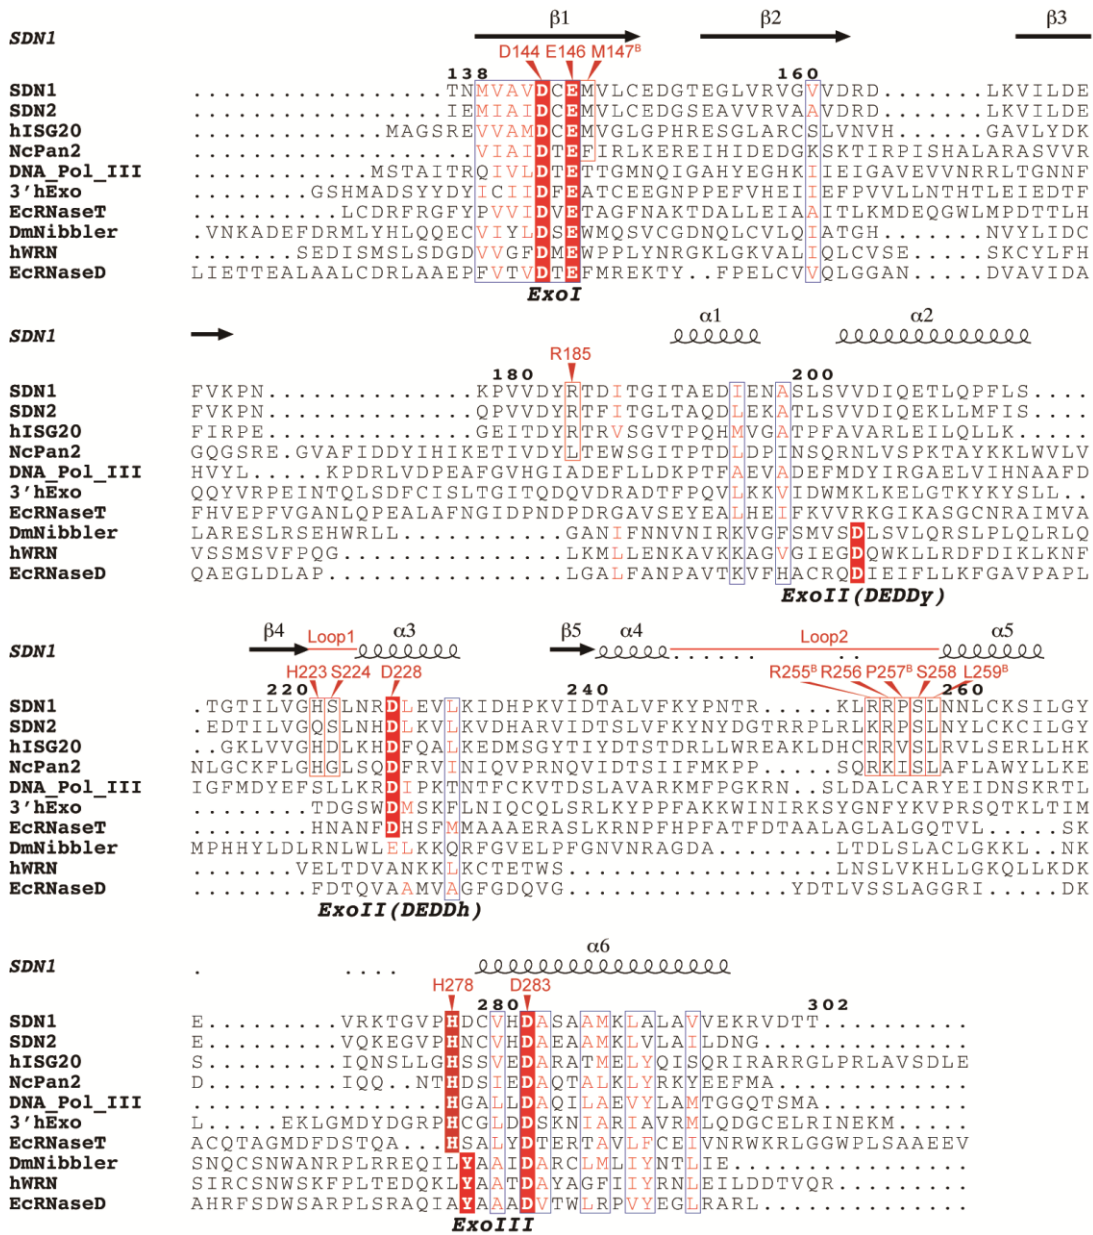 β1 β2 β3
SDN1
D144 E146 M147ᴮ
138 160
SDN1 ...................TNMVAVDCEMVLCEDGTEGLVRVGVVDRD.......LKVILDE
SDN2 ...................IEMIAIDCEMVLCEDGSEAVVRVAAVDRD.......LKVILDE
hISG20 .............MAGSREVVAMDCEMVGLGPHRESGLARCSLVNVH.......GAVLYDK
NcPan2 ...................VIAIDTEFIRLKEREIHIDEDGKSKTIRPISHALARASVVR
DNA_Pol_III ............MSTAITRQIVLDTETTGMNQIGAHYEGHKIIEIGAVEVVNRRLTGNNF
3′hExo ........GSHMADSYYDYICIIDFEATCEEGNPPEFVHEIIEFPVVLLNTHTLEIEDTF
EcRNaseT ..........LCDRFRGFYPVVIDVETAGFNAKTDALLEIAAITLKMDEQGWLMPDTTLH
DmNibbler .VNKADEFDRMLYHLQQECVIYLDSEWMQSVCGDNQLCVLQIATGH......NVYLIDC
hWRN .......SEDISMSLSDGDVVGFDMEWPPLYNRGKLGKVALIQLCVSE....SKCYLFH
EcRNaseD LIETTEALAALCDRLAAEPFVTVDTEFMREKTY..FPELCVVQLGGAN....DVAVIDA
ExoI
α1 α2
SDN1
R185
180 200
SDN1 FVKPN..............KPVVDYRTDITGITAEDIENASLSVVDIQETLQPFLS....
SDN2 FVKPN..............QPVVDYRTFITGLTAQDLEKATLSVVDIQEKLLMFIS....
hISG20 FIRPE..............GEITDYRTRVSGVTPQHMVGATPFAVARLEILQLLK.....
NcPan2 GQGSRE.GVAFIDDYIHIKETIVDYLTEWSGITPTDLDPINSQRNLVSPKTAYKKLWVLV
DNA_Pol_III HVYL.....KPDRLVDPEAFGVHGIADEFLLDKPTFAEVADEFMDYIRGAELVIHNAAFD
3′hExo QQYVRPEINTQLSDFCISLTGITQDQVDRADTFPQVLKKVIDWMKLKELGTKYKYSLL..
EcRNaseT FHVEPFVGANLQPEALAFNGIDPNDPDRGAVSEYEALHEIFKVVRKGIKASGCNRAIMVA
DmNibbler LARESLRSEHWRLL...........GANIFNNVNIRKVGFSMVSDLSVLQRSLPLQLRLQ
hWRN VSSMSVFPQG...............LKMLLENKAVKKAGVGIEGDQWKLLRDFDIKLKNF
EcRNaseD QAEGLDLAP................LGALFANPAVTKVFHACRQDIEIFLLKFGAVPAPL
ExoII(DEDDy)
β4 Loop1 α3 β5 α4 Loop2 α5
SDN1
H223 S224 D228 R255ᴮ R256 P257ᴮ S258 L259ᴮ
220 240 260
SDN1 .TGTILVGHSLNRDLEVLKIDHPKVIDTALVFKYPNTR.......KLRRPSLNNLCKSILGY
SDN2 EDTILVGQSLNHDLKVLKVDHARVIDTSLVFKYNYDGTRRPLRLKRPSLNYLCKCILGY
hISG20 ..GKLVVGHDLKHDFQALKEDMSGYTIYDTSTDRLLWREAKLDHCRRVSLRVLSERLLHK
NcPan2 NLGCKFLGHGLSQDFRVINIQVPRNQVIDTSIIFMKPP.....SQRKISLAFLAWYLLKE
DNA_Pol_III IGFMDYEFSLLKRDIPKTNTFCKVTDSLAVARKMFPGKRN...SLDALCARYEIDNSKRTL
3′hExo ........TDGSWDMSKFLNIQCQLSRLKYPPFAKKWINIRKSYGNFYKVPRSQTKLTIM
EcRNaseT ........HNANFDHSFMMAAAERASLKRNPFHPFATFDTAALAGLALGQTVL.....SK
DmNibbler MPHHYLDLRNLWLELKKQRFGVELPFGNVNRAGDA........LLTDLSLACLGKKL..NK
hWRN .......VELTDVANKKLKCTETWS...............LNSLVKHLLGKQLLKDK
EcRNaseD ........FDTQVAAMVAGFGDQVG...............YDTLVSSLAGGRI....DK
ExoII(DEDDh)
α6
SDN1 . ....
H278 D283
280 302
SDN1 E.........VRKTGVPHDCVHDASAAMKLALAVVEKRVDTT..........
SDN2 E.........VQKEGVPHNCVHDAEAAMKLVLAILDNG..............
hISG20 S.........IQNSLLGHSSVEDARATMELYQISQRIRARRGLPRLAVSDLE
NcPan2 D.........IQQ..NTHDSIEDAQTALKLYRKYEEFMA.............
DNA_Pol_III .................HGALLDAQILAEVYLAMTGGQTSMA..........
3′hExo L.....EKLGMDYDGRPHCGLDDSKNIARIAVRMLQDGCELRINEKM.....
EcRNaseT ACQTAGMDFDSTQA...HSALYDTERTAVLFCEIVNRWKRLGGWPLSAAEEV
DmNibbler SNQCSNWANRPLRREQILYAAIDARCLMLIYNTLIE................
hWRN SIRCSNWSKFPLTEDQKLYAATDAYAGFIIYRNLEILDDTVQR.........
EcRNaseD AHRFSDWSARPLSRAQIAYAAADVTWLRPVYEGLRARL..............
ExoIII